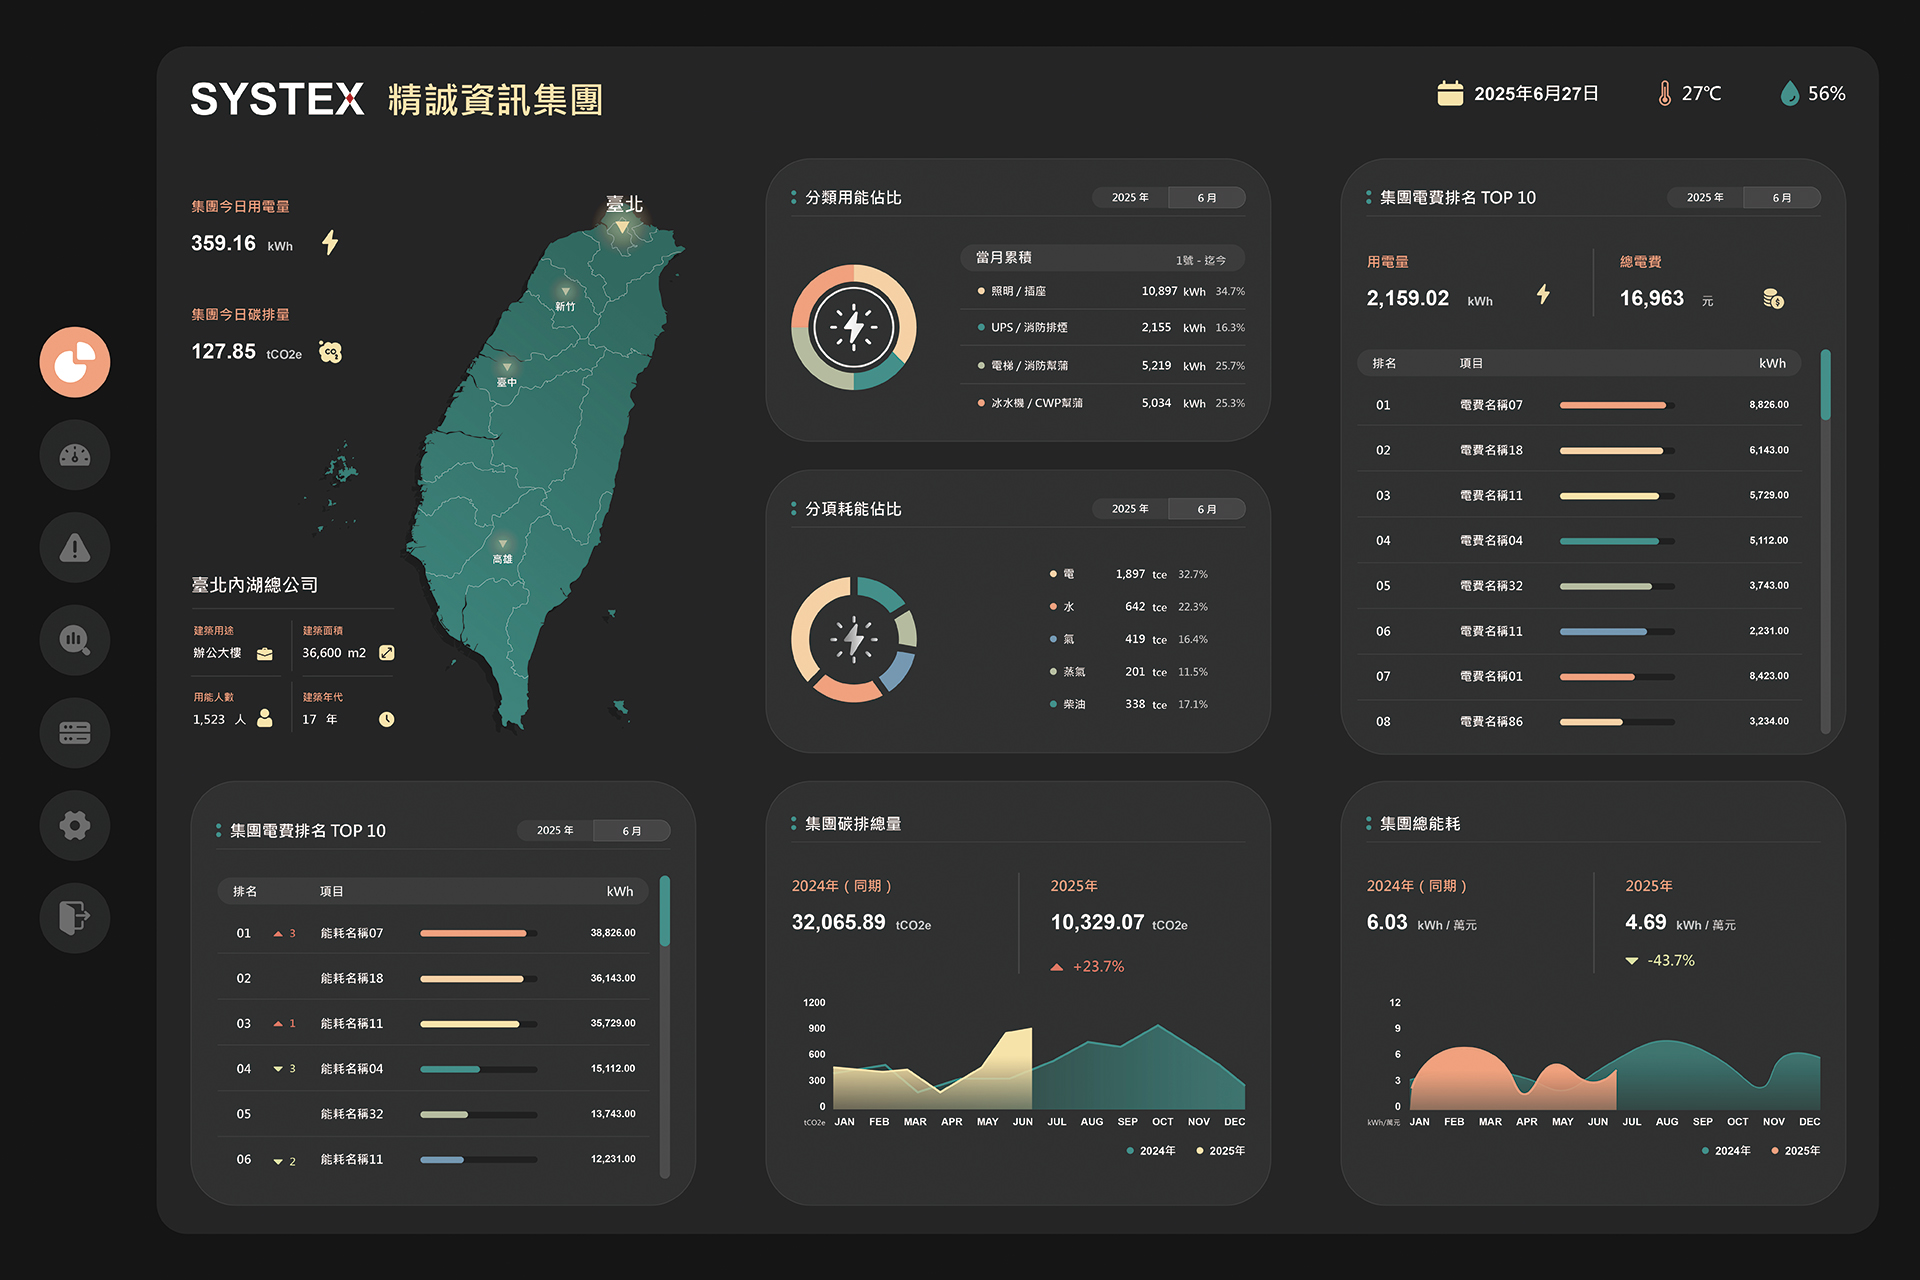 SYSTEX 精誠資訊集團
2025年6月27日
27℃
56%
集團今日用電量
359.16 kWh
集團今日碳排量
127.85 tCO2e
CO2
臺北
新竹
臺中
高雄
臺北內湖總公司
建築用途
辦公大樓
建築面積
36,600 m2
用能人數
1,523 人
建築年代
17 年
分類用能佔比
2025 年 6 月
當月累積 1號 - 迄今
照明 / 插座 10,897 kWh 34.7%
UPS / 消防排煙 2,155 kWh 16.3%
電梯 / 消防幫蒲 5,219 kWh 25.7%
冰水機 / CWP幫蒲 5,034 kWh 25.3%
分項耗能佔比
2025 年 6 月
電 1,897 tce 32.7%
水 642 tce 22.3%
氣 419 tce 16.4%
蒸氣 201 tce 11.5%
柴油 338 tce 17.1%
集團電費排名 TOP 10
2025 年 6 月
用電量
2,159.02 kWh
總電費
16,963 元
排名 項目 kWh
01 電費名稱07 8,826.00
02 電費名稱18 6,143.00
03 電費名稱11 5,729.00
04 電費名稱04 5,112.00
05 電費名稱32 3,743.00
06 電費名稱11 2,231.00
07 電費名稱01 8,423.00
08 電費名稱86 3,234.00
集團電費排名 TOP 10
2025 年 6 月
排名 項目 kWh
01 3 能耗名稱07 38,826.00
02 能耗名稱18 36,143.00
03 1 能耗名稱11 35,729.00
04 3 能耗名稱04 15,112.00
05 能耗名稱32 13,743.00
06 2 能耗名稱11 12,231.00
集團碳排總量
2024年 ( 同期 )
32,065.89 tCO2e
2025年
10,329.07 tCO2e
+23.7%
1200
900
600
300
0
tCO2e JAN FEB MAR APR MAY JUN JUL AUG SEP OCT NOV DEC
2024年 2025年
集團總能耗
2024年 ( 同期 )
6.03 kWh / 萬元
2025年
4.69 kWh / 萬元
-43.7%
12
9
6
3
0
kWh/萬元 JAN FEB MAR APR MAY JUN JUL AUG SEP OCT NOV DEC
2024年 2025年